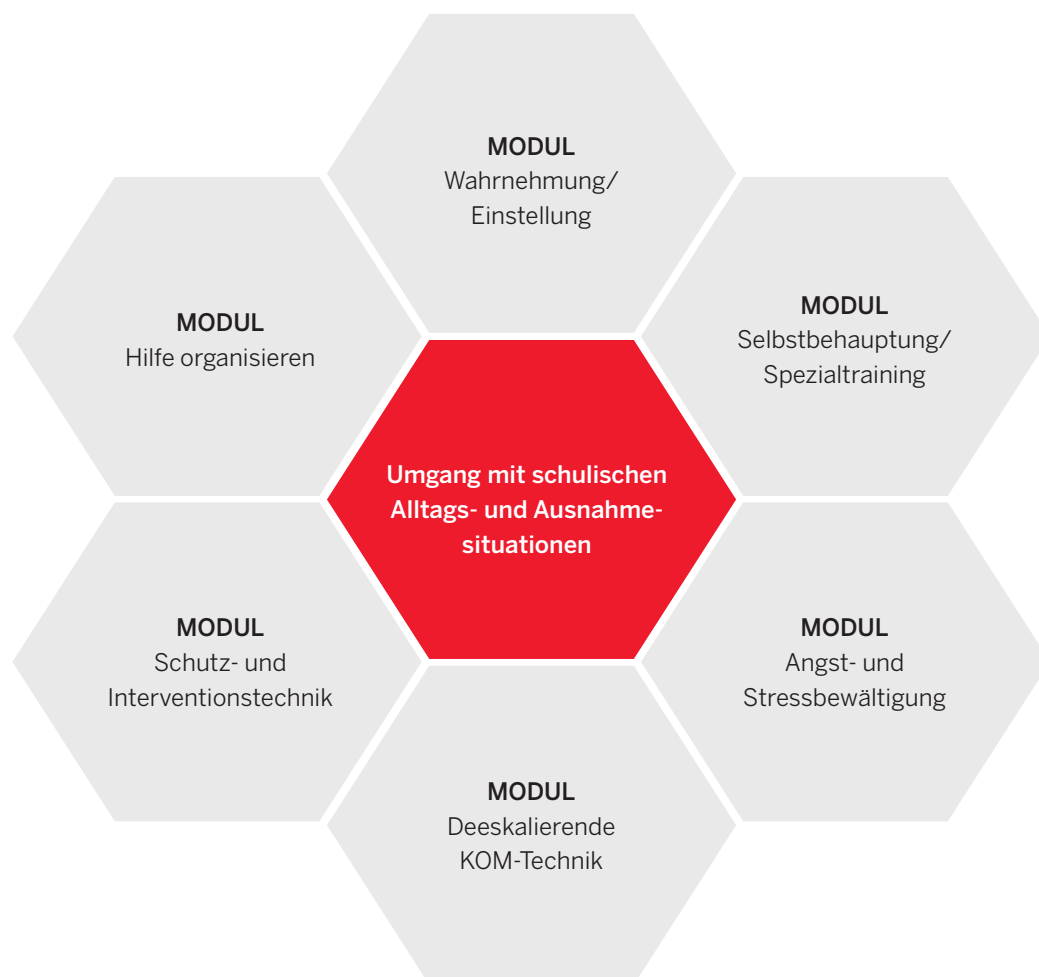 MODUL
Wahrnehmung/
Einstellung
MODUL
Hilfe organisieren
MODUL
Selbstbehauptung/
Spezialtraining
Umgang mit schulischen
Alltags- und Ausnahme-
situationen
MODUL
Schutz- und
Interventionstechnik
MODUL
Angst- und
Stressbewältigung
MODUL
Deeskalierende
KOM-Technik